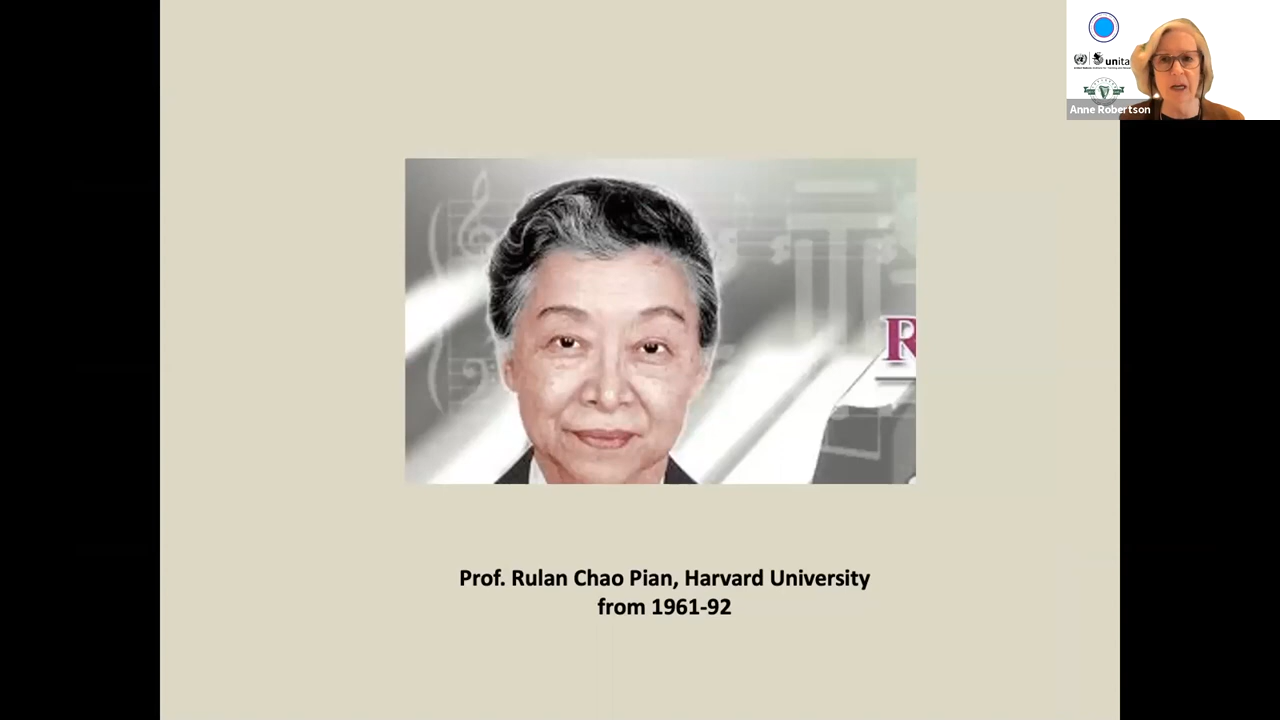 unita
Anne Robertson
R
Prof. Rulan Chao Pian, Harvard University
from 1961-92